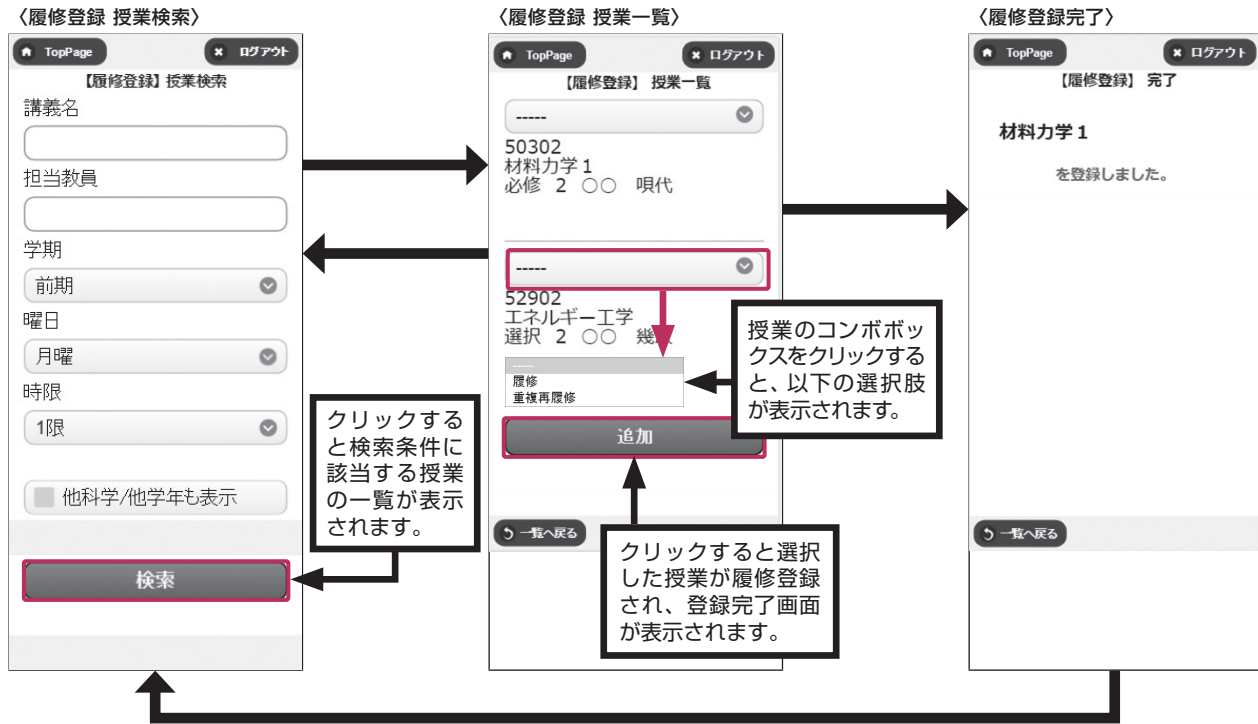 〈履修登録 授業検索〉
TopPage
ログアウト
【履修登録】授業検索
講義名
担当教員
学期
前期
曜日
月曜
時限
1限
他科学/他学年も表示
検索
クリックする
と検索条件に
該当する授業
の一覧が表示
されます。
〈履修登録 授業一覧〉
TopPage
ログアウト
【履修登録】 授業一覧
-----
50302
材料力学１
必修 2 ○○ 唄代
-----
52902
エネルギー工学
選択 2 ○○ 幾
-----
履修
重複再履修
追加
一覧へ戻る
授業のコンボボッ
クスをクリックする
と、以下の選択肢
が表示されます。
クリックすると選択
した授業が履修登録
され、登録完了画面
が表示されます。
〈履修登録完了〉
TopPage
ログアウト
【履修登録】 完了
材料力学１
を登録しました。
一覧へ戻る